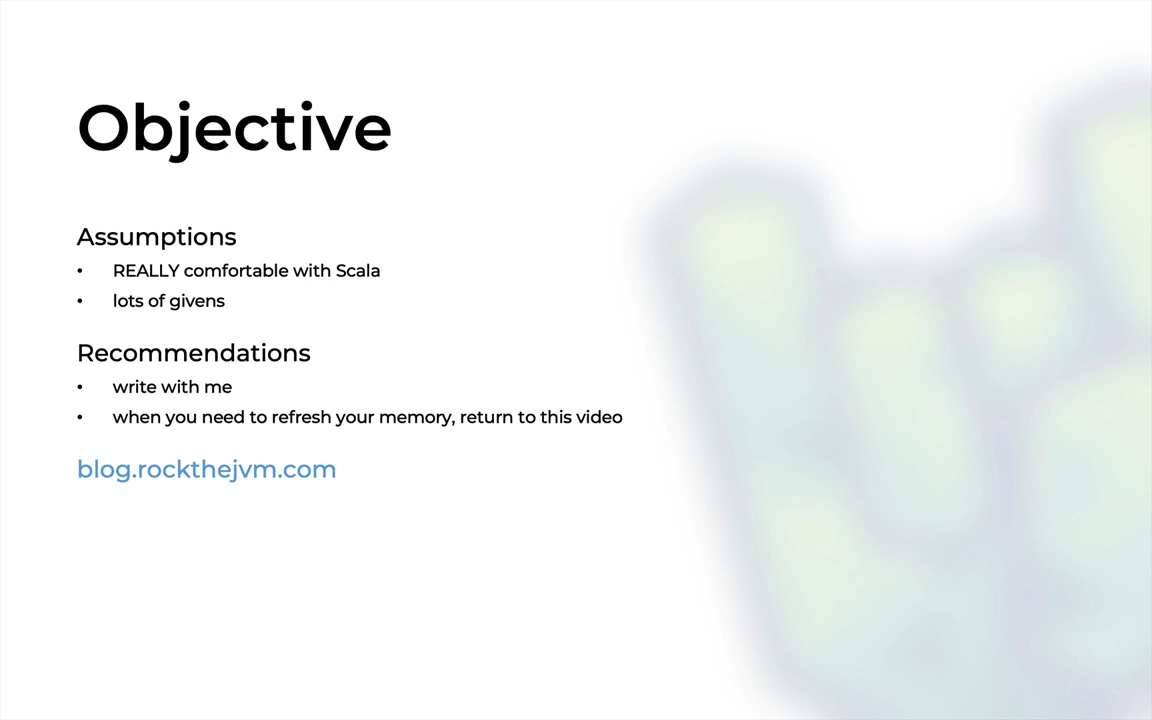 Objective
Assumptions
• REALLY comfortable with Scala
• lots of givens
Recommendations
• write with me
• when you need to refresh your memory, return to this video
blog.rockthejvm.com